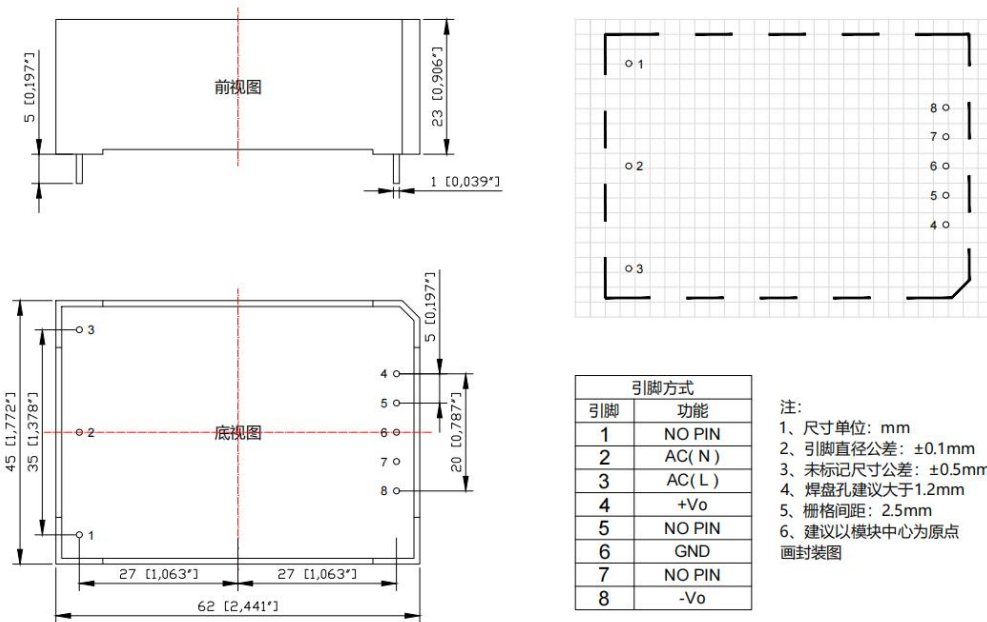 前视图
5 [0,197″]
23 [0,906″]
1 [0,039″]
1
2
3
8
7
6
5
4
3
2
1
4
5
6
7
8
底视图
45 [1,772″]
35 [1,378″]
5 [0,197″]
20 [0,787″]
27 [1,063″]
27 [1,063″]
62 [2,441″]
引脚方式
引脚 功能
1 NO PIN
2 AC( N )
3 AC( L )
4 +Vo
5 NO PIN
6 GND
7 NO PIN
8 -Vo
注:
1、尺寸单位: mm
2、引脚直径公差: ±0.1mm
3、未标记尺寸公差: ±0.5mm
4、焊盘孔建议大于1.2mm
5、栅格间距: 2.5mm
6、建议以模块中心为原点
画封装图